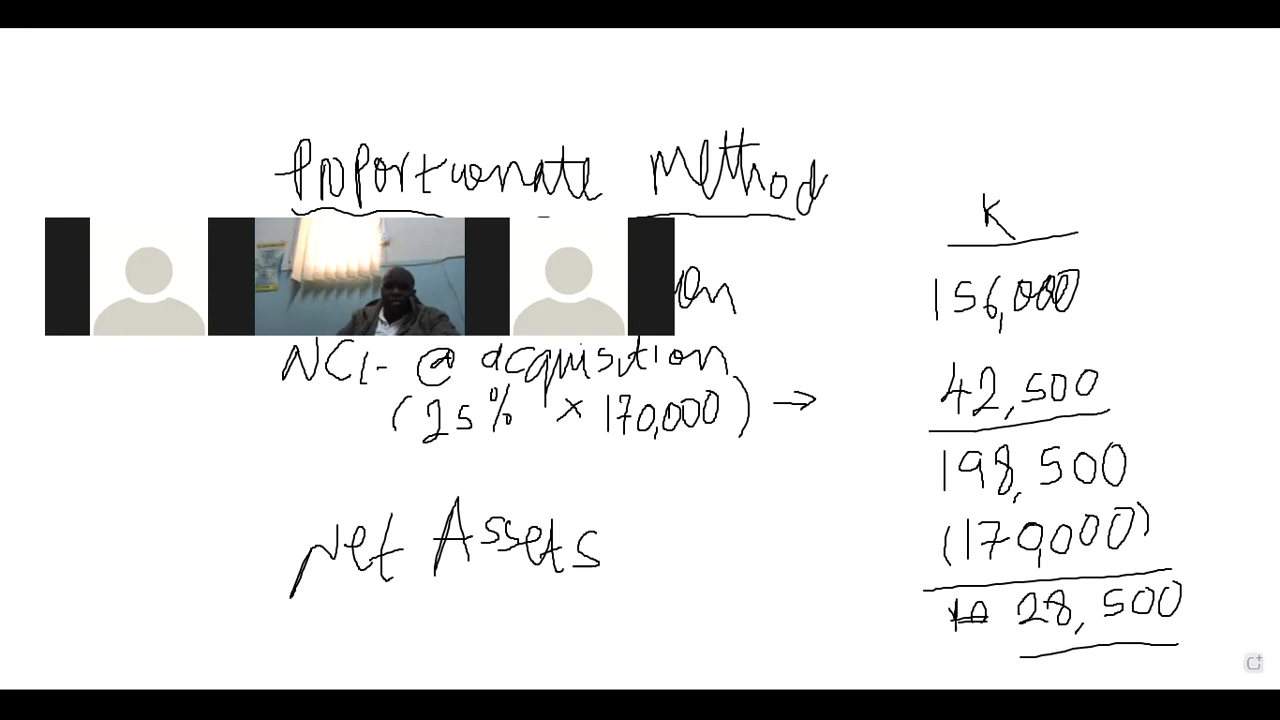 Proportionate Method
K
156,000
NCI @ acquisition
(25% × 170,000) → 42,500
198,500
Net Assets (170,000)
28,500